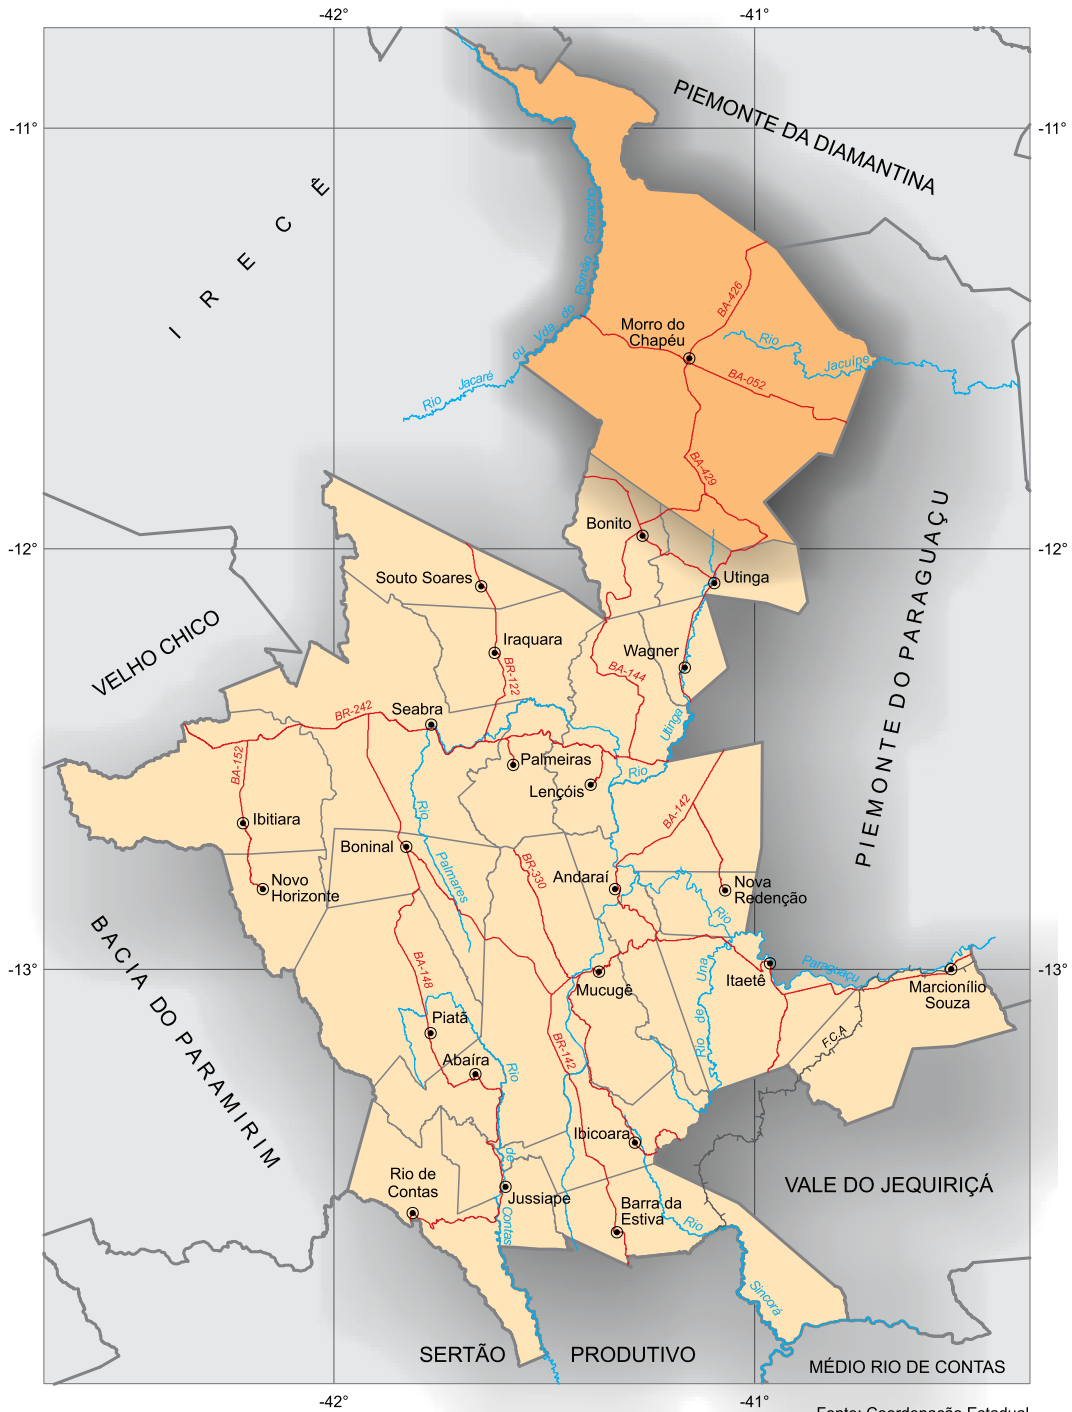 -42°
-41°
-11°
-11°
PIEMONTE DA DIAMANTINA
IRECÊ
Rio Jacaré ou Vda. do Romão Gramacho
BA-426
Morro do
Chapéu
Rio Jacuípe
BA-052
BA-429
PIEMONTE DO PARAGUAÇU
Bonito
-12°
-12°
Souto Soares
Utinga
VELHO CHICO
Iraquara
Wagner
BR-122
BA-144
BR-242
Seabra
Rio Utinga
BA-152
Palmeiras
Lençóis
Ibitiara
Rio Palmares
BA-142
Boninal
BR-330
Andaraí
Novo
Horizonte
Nova
Redenção
Rio Paraguaçu
BACIA DO PARAMIRIM
-13°
-13°
BA-148
Mucugê
Rio de Una
Itaetê
Marcionílio
Souza
Piatã
F.C.A
BR-142
Abaíra
Rio de Contas
Ibicoara
Rio de
Contas
Jussiape
VALE DO JEQUIRIÇÁ
Barra da
Estiva
Rio Sincorá
SERTÃO PRODUTIVO
MÉDIO RIO DE CONTAS
-42°
-41°
Fonte: Coordenação Estadual